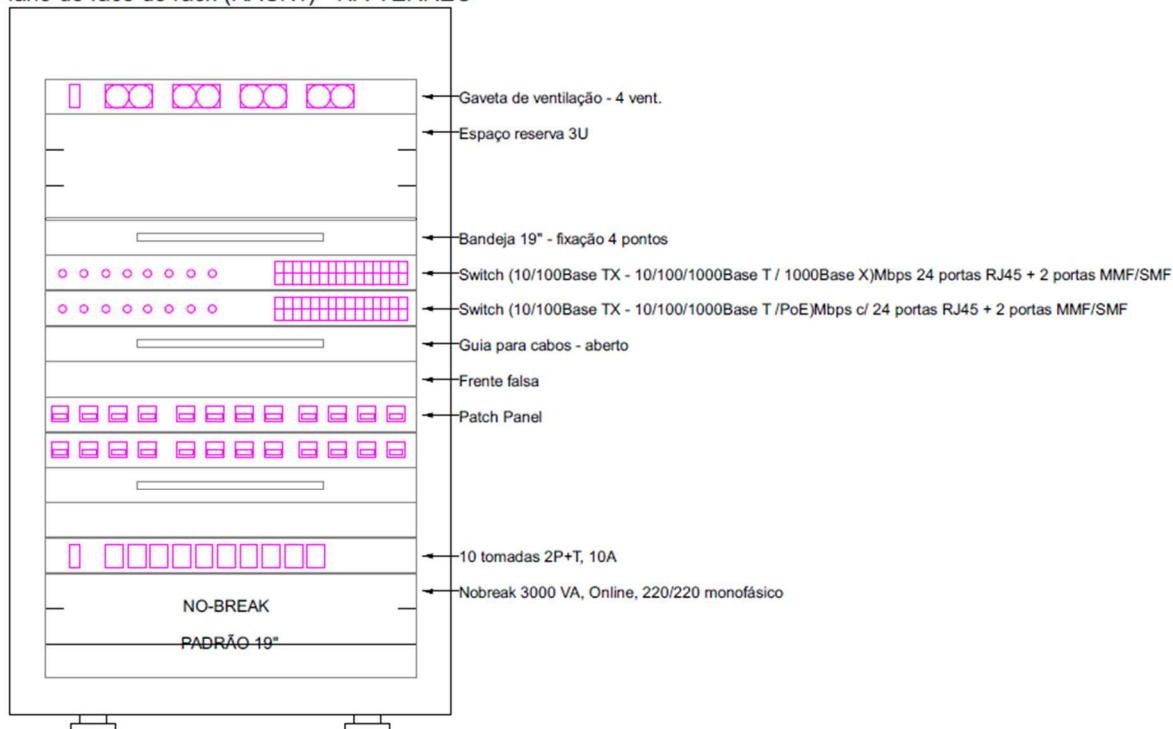 Gaveta de ventilação - 4 vent.
Espaço reserva 3U
Bandeja 19" - fixação 4 pontos
Switch (10/100Base TX - 10/100/1000Base T / 1000Base X)Mbps 24 portas RJ45 + 2 portas MMF/SMF
Switch (10/100Base TX - 10/100/1000Base T /PoE)Mbps c/ 24 portas RJ45 + 2 portas MMF/SMF
Guia para cabos - aberto
Frente falsa
Patch Panel
10 tomadas 2P+T, 10A
Nobreak 3000 VA, Online, 220/220 monofásico
NO-BREAK
PADRÃO 19"